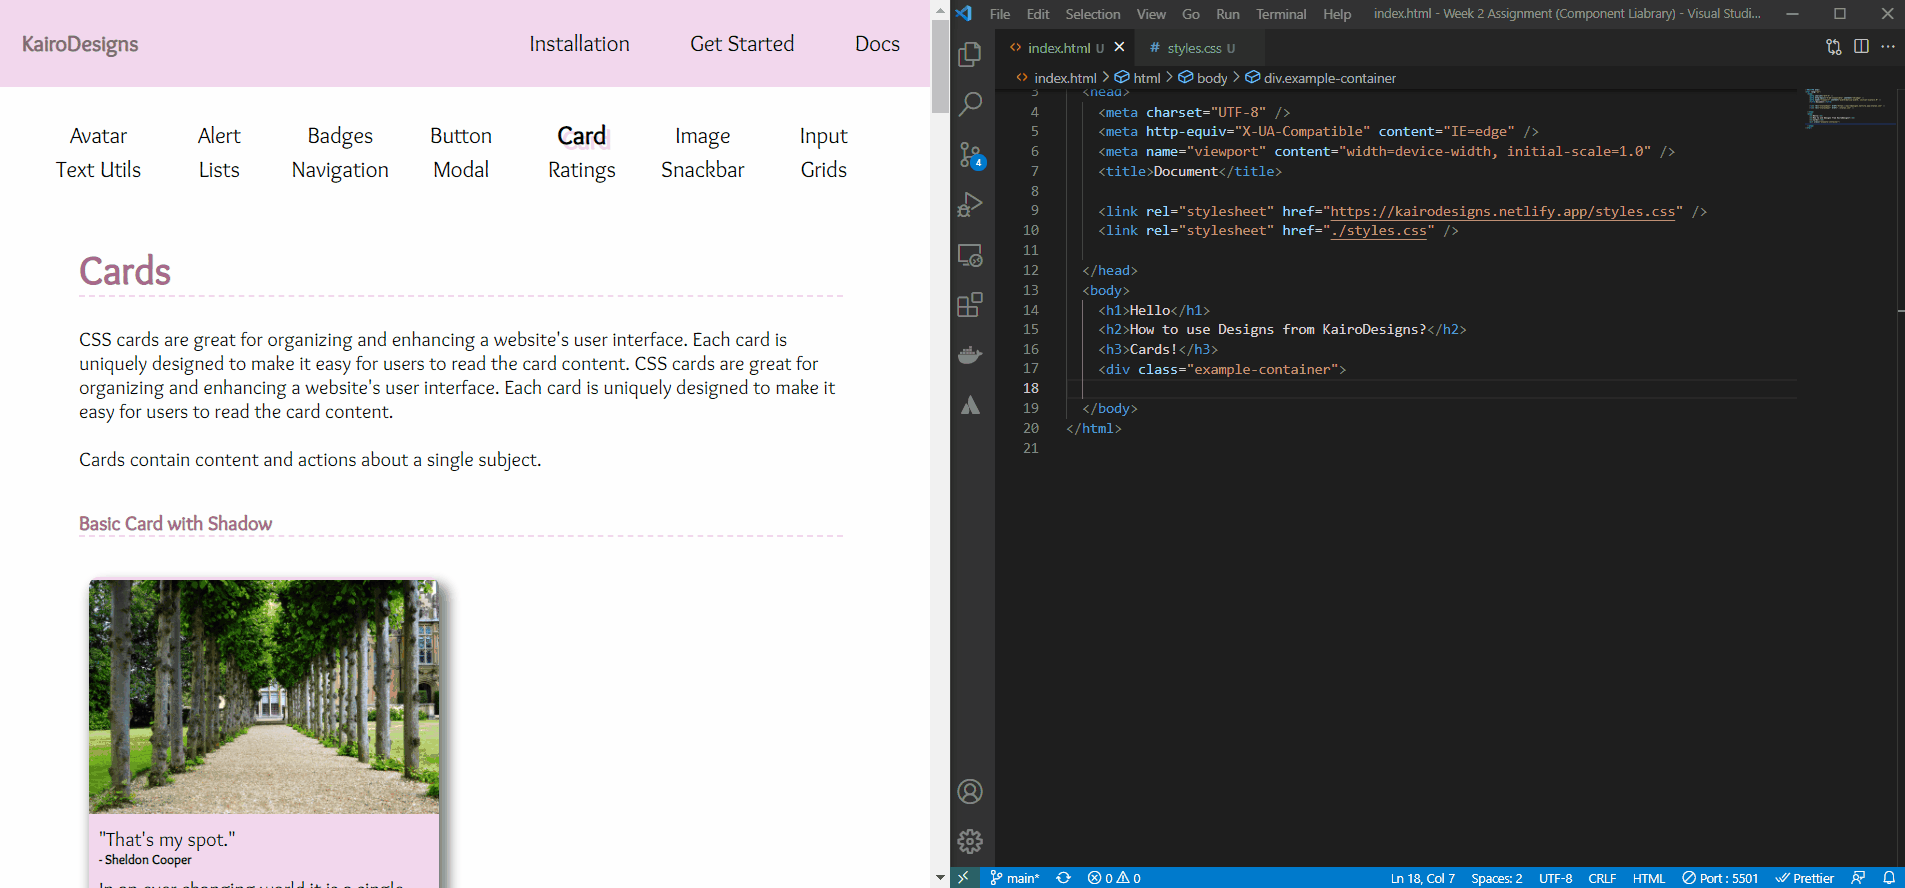 KairoDesigns
Installation Get Started Docs
Avatar Alert Badges Button Card Image Input
Text Utils Lists Navigation Modal Ratings Snackbar Grids
Cards
CSS cards are great for organizing and enhancing a website's user interface. Each card is
uniquely designed to make it easy for users to read the card content. CSS cards are great for
organizing and enhancing a website's user interface. Each card is uniquely designed to make it
easy for users to read the card content.
Cards contain content and actions about a single subject.
Basic Card with Shadow
"That's my spot."
- Sheldon Cooper
In an ever changing world it is a single
File Edit Selection View Go Run Terminal Help index.html - Week 2 Assignment (Component Liabrary) - Visual Studi...
index.html U # styles.css U
index.html > html > body > div.example-container
3 <head>
4 <meta charset="UTF-8" />
5 <meta http-equiv="X-UA-Compatible" content="IE=edge" />
6 <meta name="viewport" content="width=device-width, initial-scale=1.0" />
7 <title>Document</title>
8
9 <link rel="stylesheet" href="https://kairodesigns.netlify.app/styles.css" />
10 <link rel="stylesheet" href="./styles.css" />
11
12 </head>
13 <body>
14 <h1>Hello</h1>
15 <h2>How to use Designs from KairoDesigns?</h2>
16 <h3>Cards!</h3>
17 <div class="example-container">
18
19 </body>
20 </html>
21
4
main* 0 0 Ln 18, Col 7 Spaces: 2 UTF-8 CRLF HTML Port : 5501 Prettier